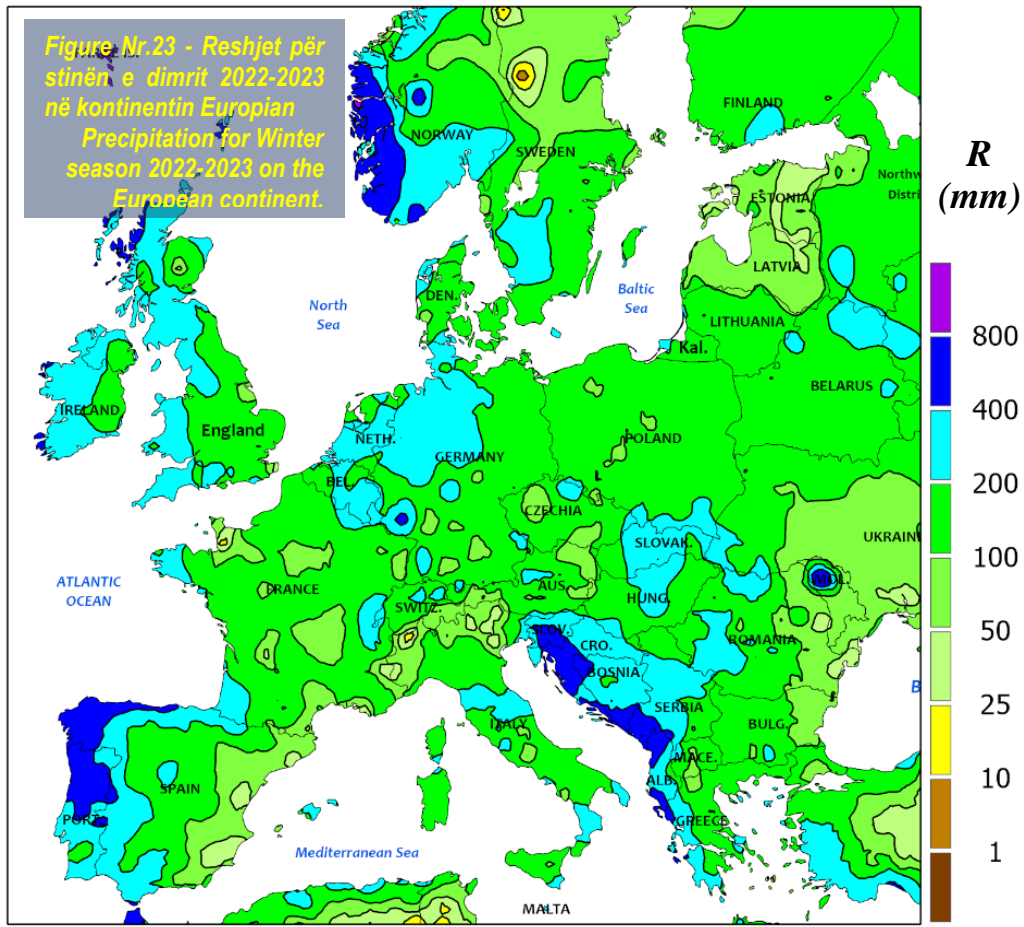 Figure Nr.23 - Reshjet për
stinën e dimrit 2022-2023
në kontinentin Europian
Precipitation for Winter
season 2022-2023 on the
European continent.
FINLAND
NORWAY
SWEDEN
Northw
Distri
ESTONIA
LATVIA
R
(mm)
North
Sea
DEN.
Baltic
Sea
LITHUANIA
Kal.
BELARUS
IRELAND
England
NETH.
GERMANY
POLAND
BEL.
CZECHIA
SLOVAK.
UKRAIN
ATLANTIC
OCEAN
FRANCE
SWITZ.
AUS.
HUNG.
MOL.
SLOV.
CRO.
ROMANIA
BOSNIA
B
SERBIA
ITALY
BULG.
MACE.
ALB.
SPAIN
PORT.
GREECE
Mediterranean Sea
MALTA
800
400
200
100
50
25
10
1